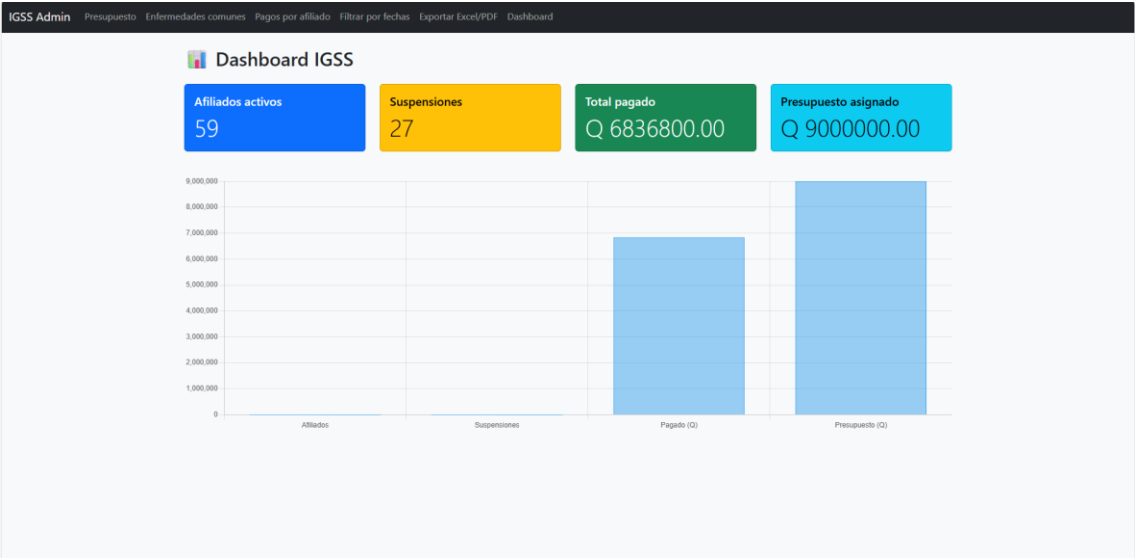 IGSS Admin Presupuesto Enfermedades comunes Pagos por afiliado Filtrar por fechas Exportar Excel/PDF Dashboard
Dashboard IGSS
Afiliados activos
59
Suspensiones
27
Total pagado
Q 6836800.00
Presupuesto asignado
Q 9000000.00
9,000,000
8,000,000
7,000,000
6,000,000
5,000,000
4,000,000
3,000,000
2,000,000
1,000,000
0
Afiliados Suspensiones Pagado (Q) Presupuesto (Q)